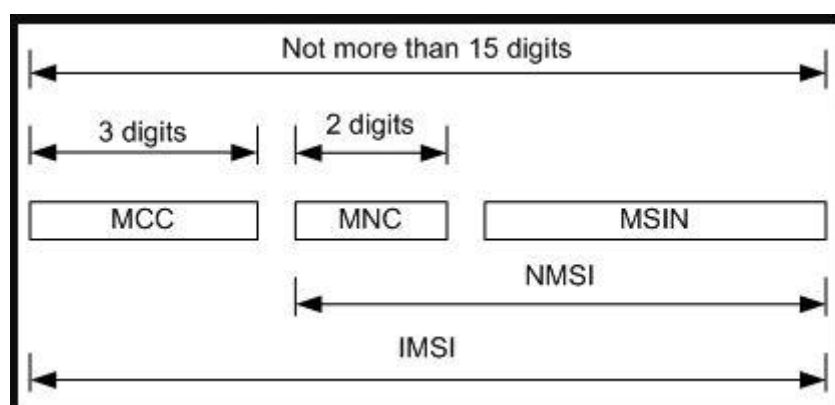 Not more than 15 digits
3 digits 2 digits
MCC MNC MSIN
NMSI
IMSI